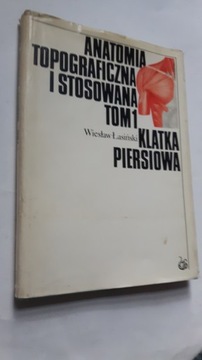 ANATOMIA
TOPOGRAFICZNA
I STOSOWANA
TOM 1
Wiesław Łasiński KLATKA
PIERSIOWA